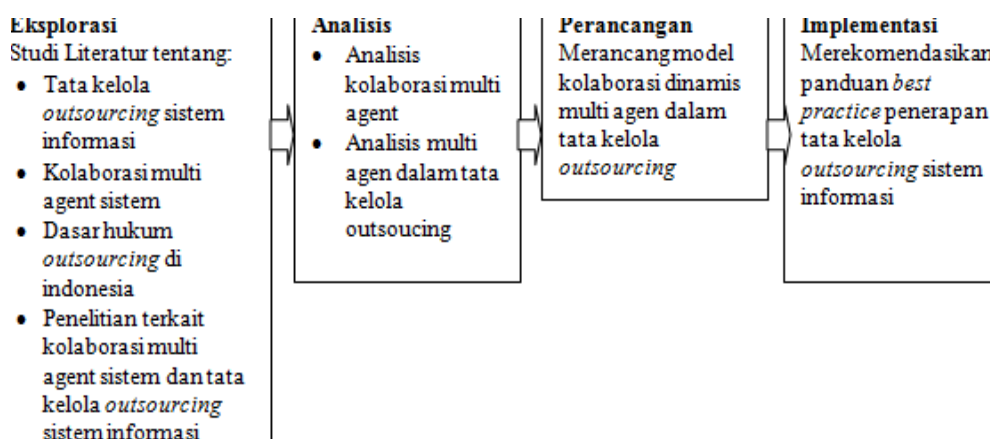 Eksplorasi
Studi Literatur tentang:
• Tata kelola
outsourcing sistem
informasi
• Kolaborasi multi
agent sistem
• Dasar hukum
outsourcing di
indonesia
• Penelitian terkait
kolaborasi multi
agent sistem dan tata
kelola outsourcing
sistem informasi
Analisis
• Analisis
kolaborasi multi
agent
• Analisis multi
agen dalam tata
kelola
outsoucing
Perancangan
Merancang model
kolaborasi dinamis
multi agen dalam
tata kelola
outsourcing
Implementasi
Merekomendasikan
panduan best
practice penerapan
tata kelola
outsourcing sistem
informasi